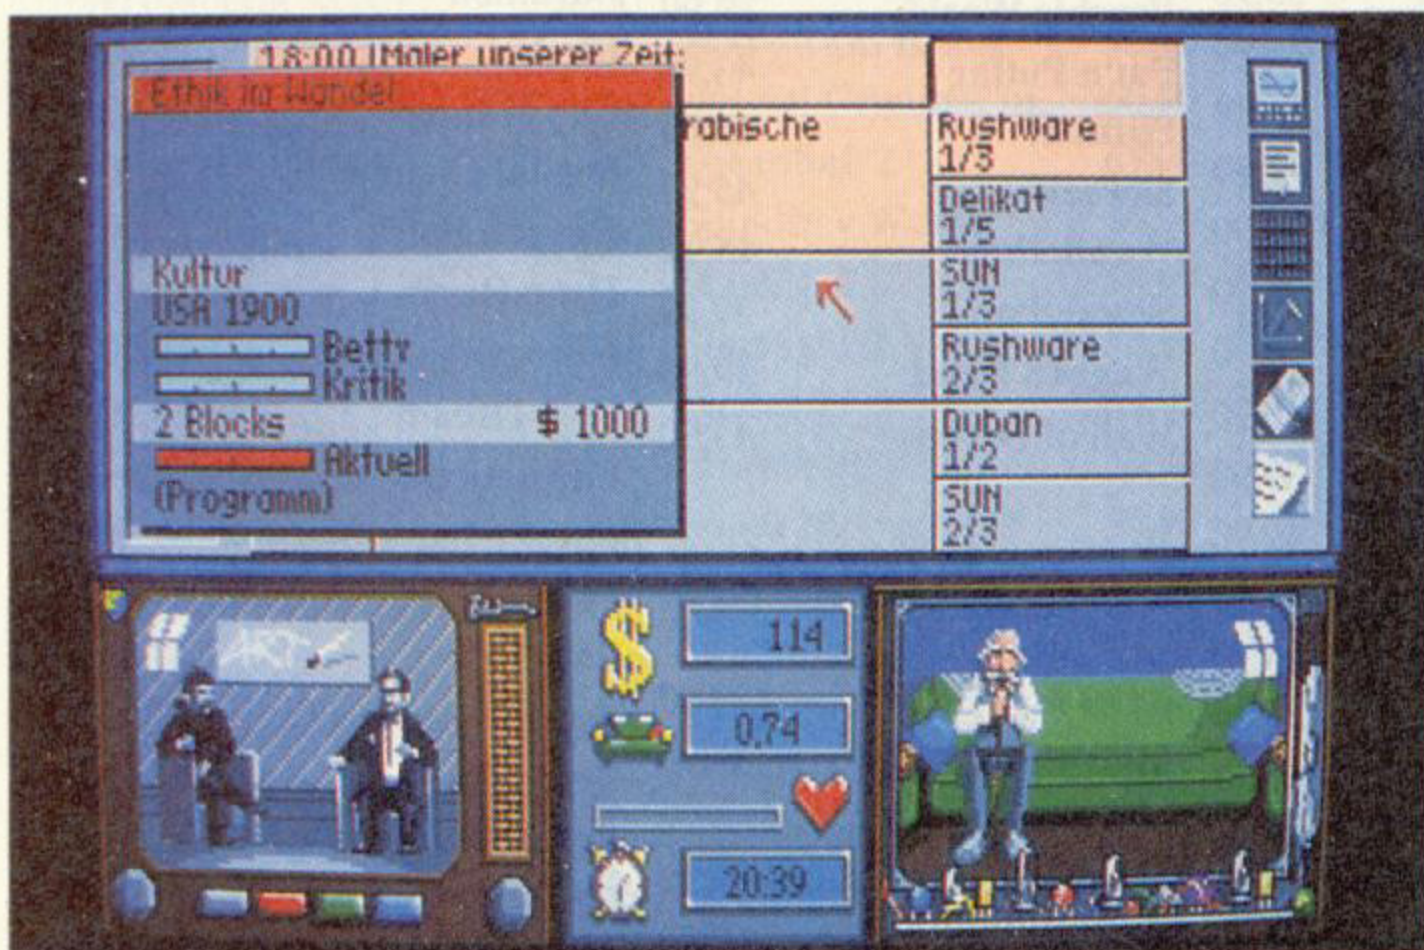 18:00 Maler unserer Zeit:
Ethik im Wandel
Kultur
USA 1900
Betty
Kritik
2 Blocks $ 1000
Aktuell
(Programm)
rabische
Rushware
1/3
Delikat
1/5
SUN
1/3
Rushware
2/3
Duban
1/2
SUN
2/3
ART
114
0,74
20:39